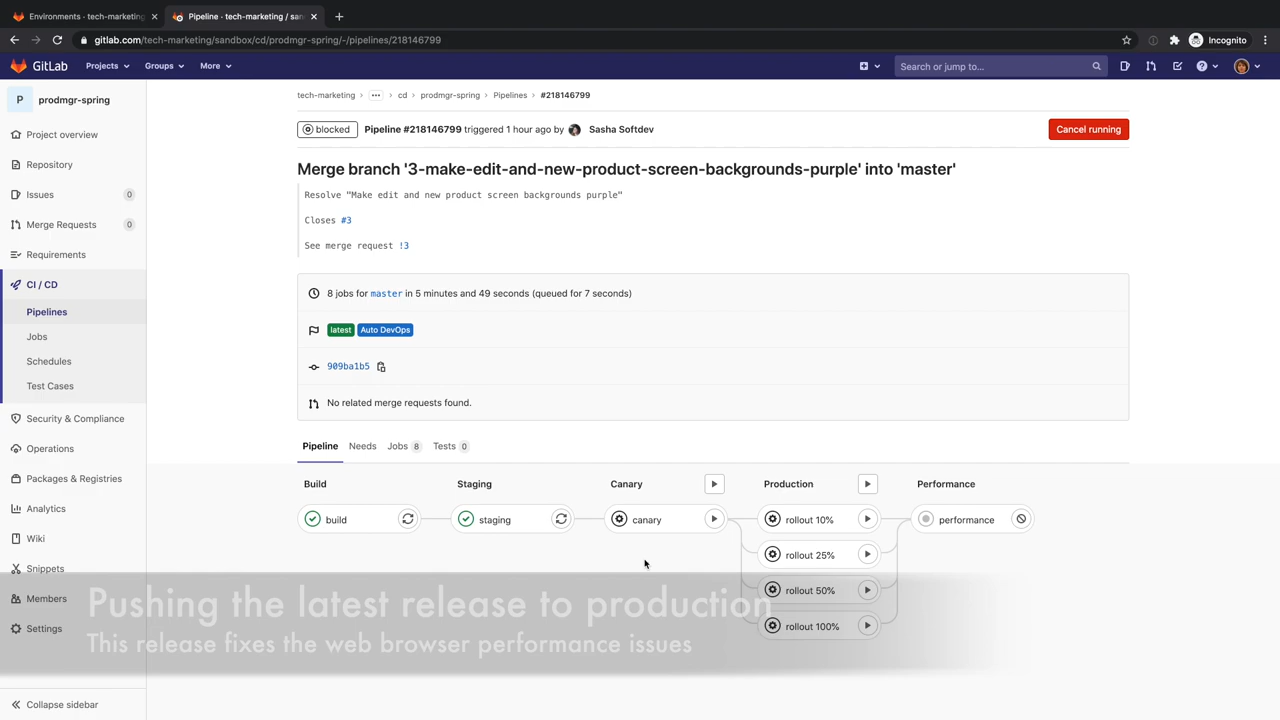 Environments · tech-marketing
Pipeline · tech-marketing / san
gitlab.com/tech-marketing/sandbox/cd/prodmgr-spring/-/pipelines/218146799
Incognito
GitLab
Projects
Groups
More
Search or jump to...
P
prodmgr-spring
Project overview
Repository
Issues 0
Merge Requests 0
Requirements
CI / CD
Pipelines
Jobs
Schedules
Test Cases
Security & Compliance
Operations
Packages & Registries
Analytics
Wiki
Snippets
Members
Settings
Collapse sidebar
tech-marketing > ... > cd > prodmgr-spring > Pipelines > #218146799
blocked Pipeline #218146799 triggered 1 hour ago by Sasha Softdev
Cancel running
Merge branch '3-make-edit-and-new-product-screen-backgrounds-purple' into 'master'
Resolve "Make edit and new product screen backgrounds purple"
Closes #3
See merge request !3
8 jobs for master in 5 minutes and 49 seconds (queued for 7 seconds)
latest Auto DevOps
909ba1b5
No related merge requests found.
Pipeline Needs Jobs 8 Tests 0
Build Staging Canary Production Performance
build staging canary rollout 10% performance
rollout 25%
rollout 50%
rollout 100%
Pushing the latest release to production
This release fixes the web browser performance issues